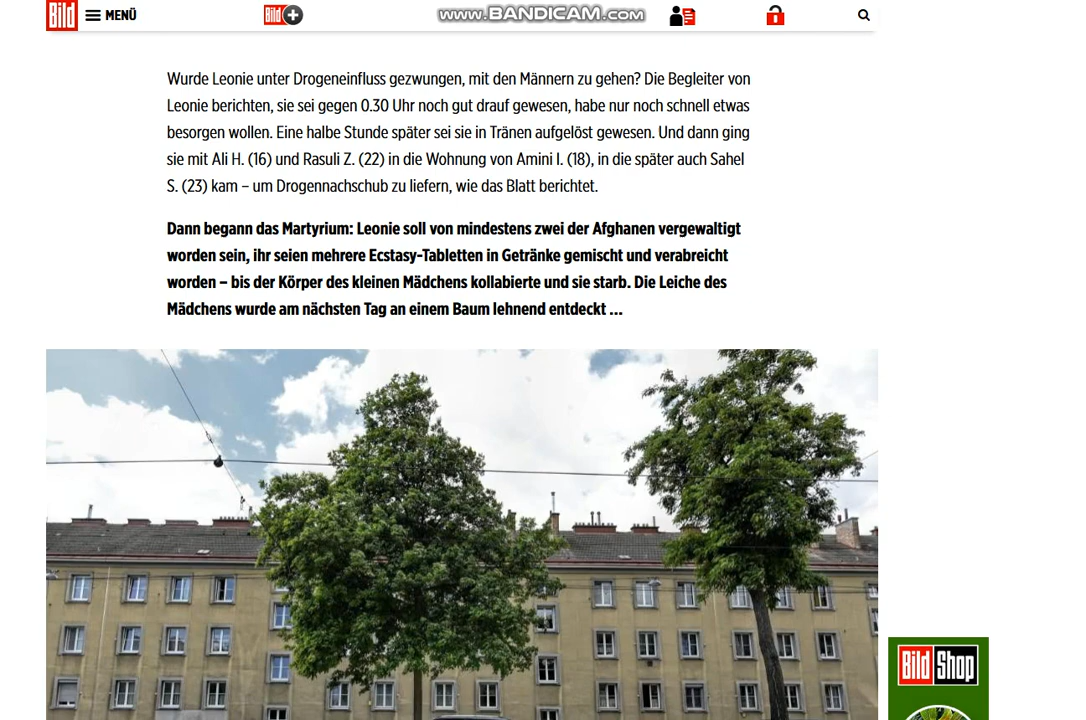 Bild
MENÜ
Bild +
www.BANDICAM.com
Wurde Leonie unter Drogeneinfluss gezwungen, mit den Männern zu gehen? Die Begleiter von
Leonie berichten, sie sei gegen 0.30 Uhr noch gut drauf gewesen, habe nur noch schnell etwas
besorgen wollen. Eine halbe Stunde später sei sie in Tränen aufgelöst gewesen. Und dann ging
sie mit Ali H. (16) und Rasuli Z. (22) in die Wohnung von Amini I. (18), in die später auch Sahel
S. (23) kam – um Drogennachschub zu liefern, wie das Blatt berichtet.
Dann begann das Martyrium: Leonie soll von mindestens zwei der Afghanen vergewaltigt
worden sein, ihr seien mehrere Ecstasy-Tabletten in Getränke gemischt und verabreicht
worden – bis der Körper des kleinen Mädchens kollabierte und sie starb. Die Leiche des
Mädchens wurde am nächsten Tag an einem Baum lehnend entdeckt ...
Bild Shop